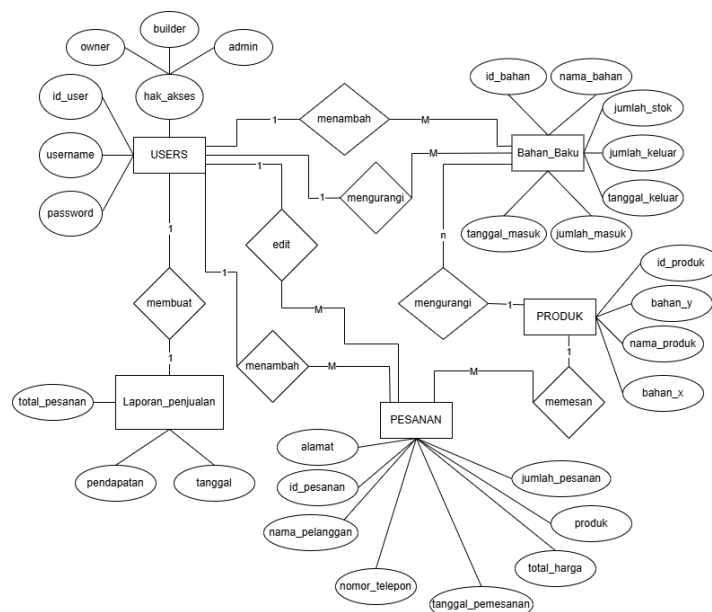 builder
owner
admin
hak_akses
id_user
username
password
USERS
1
menambah
M
id_bahan
nama_bahan
jumlah_stok
Bahan_Baku
jumlah_keluar
tanggal_keluar
tanggal_masuk
jumlah_masuk
1
mengurangi
M
1
edit
M
1
membuat
1
1
menambah
M
n
mengurangi
1
PRODUK
id_produk
bahan_y
nama_produk
bahan_x
1
memesan
M
total_pesanan
Laporan_penjualan
pendapatan
tanggal
PESANAN
alamat
id_pesanan
nama_pelanggan
nomor_telepon
tanggal_pemesanan
total_harga
produk
jumlah_pesanan